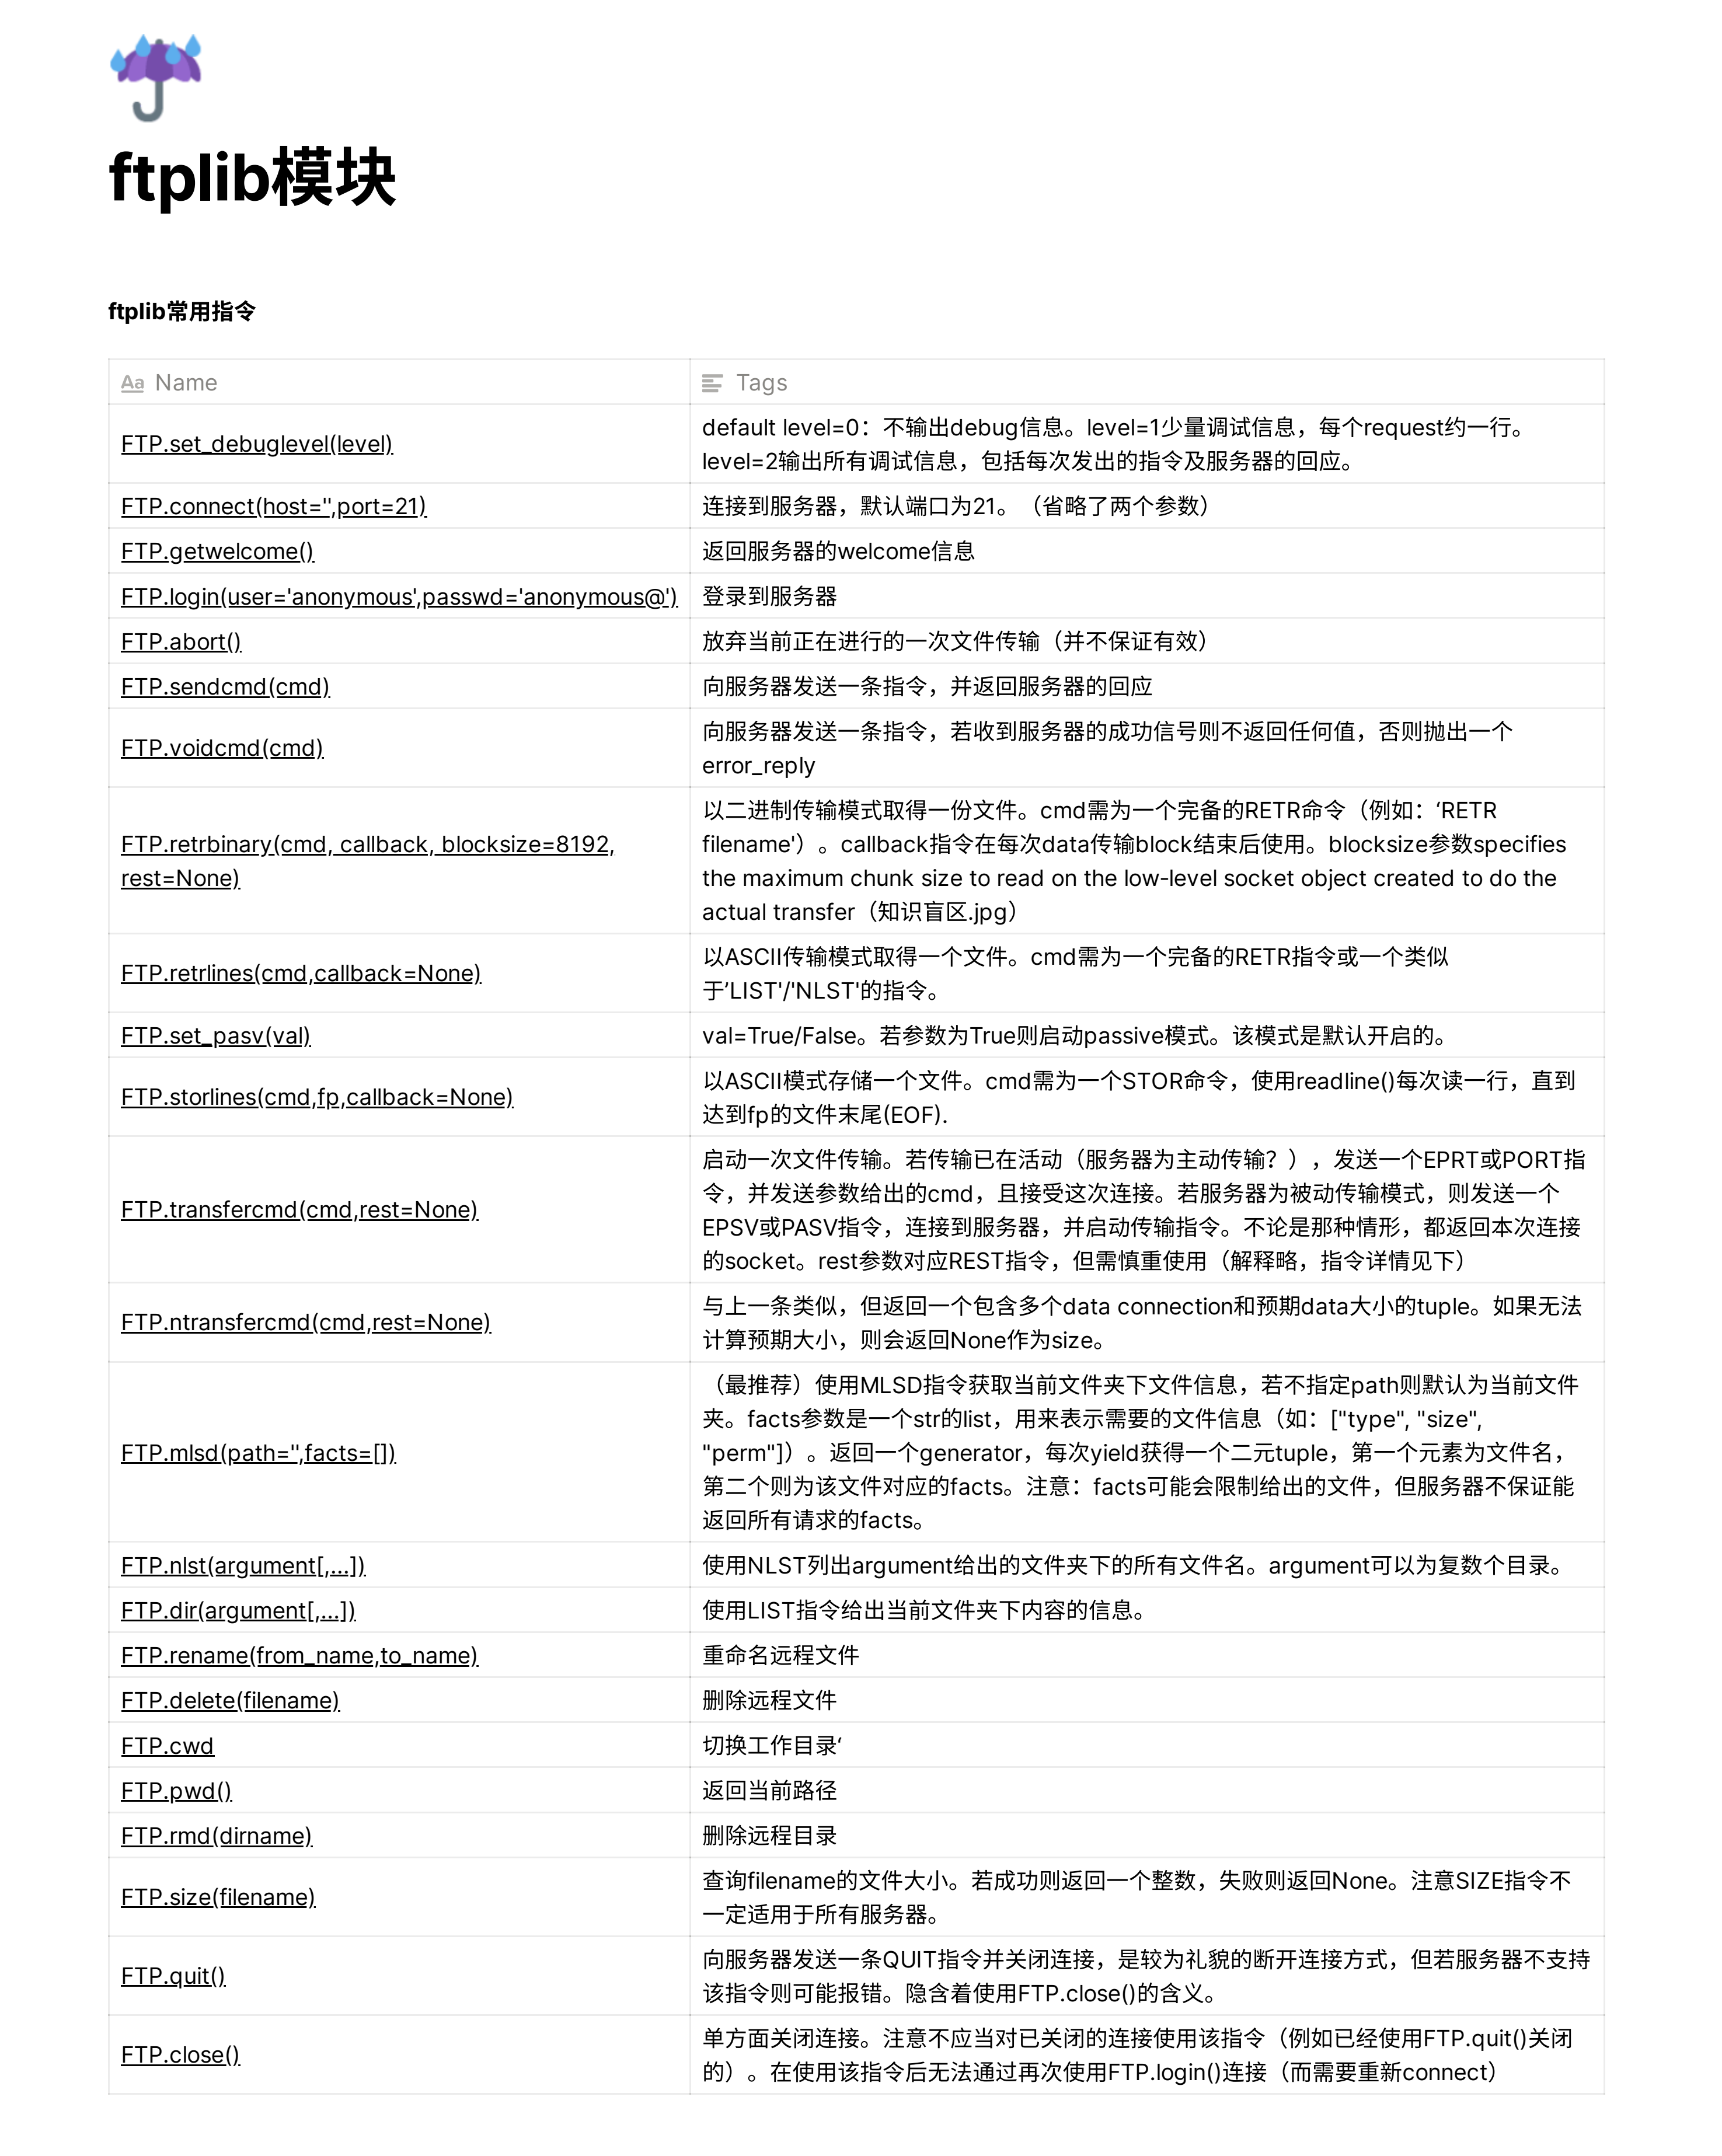 ftplib模块
ftplib常用指令
Aa Name
Tags
FTP.set_debuglevel(level)
default level=0：不输出debug信息。level=1少量调试信息，每个request约一行。
level=2输出所有调试信息，包括每次发出的指令及服务器的回应。
FTP.connect(host='',port=21)
连接到服务器，默认端口为21。（省略了两个参数）
FTP.getwelcome()
返回服务器的welcome信息
FTP.login(user='anonymous',passwd='anonymous@')
登录到服务器
FTP.abort()
放弃当前正在进行的一次文件传输（并不保证有效）
FTP.sendcmd(cmd)
向服务器发送一条指令，并返回服务器的回应
FTP.voidcmd(cmd)
向服务器发送一条指令，若收到服务器的成功信号则不返回任何值，否则抛出一个
error_reply
FTP.retrbinary(cmd, callback, blocksize=8192,
rest=None)
以二进制传输模式取得一份文件。cmd需为一个完备的RETR命令（例如：‘RETR
filename'）。callback指令在每次data传输block结束后使用。blocksize参数specifies
the maximum chunk size to read on the low-level socket object created to do the
actual transfer（知识盲区.jpg）
FTP.retrlines(cmd,callback=None)
以ASCII传输模式取得一个文件。cmd需为一个完备的RETR指令或一个类似
于’LIST'/'NLST'的指令。
FTP.set_pasv(val)
val=True/False。若参数为True则启动passive模式。该模式是默认开启的。
FTP.storlines(cmd,fp,callback=None)
以ASCII模式存储一个文件。cmd需为一个STOR命令，使用readline()每次读一行，直到
达到fp的文件末尾(EOF).
FTP.transfercmd(cmd,rest=None)
启动一次文件传输。若传输已在活动（服务器为主动传输？），发送一个EPRT或PORT指
令，并发送参数给出的cmd，且接受这次连接。若服务器为被动传输模式，则发送一个
EPSV或PASV指令，连接到服务器，并启动传输指令。不论是那种情形，都返回本次连接
的socket。rest参数对应REST指令，但需慎重使用（解释略，指令详情见下）
FTP.ntransfercmd(cmd,rest=None)
与上一条类似，但返回一个包含多个data connection和预期data大小的tuple。如果无法
计算预期大小，则会返回None作为size。
FTP.mlsd(path='',facts=[])
（最推荐）使用MLSD指令获取当前文件夹下文件信息，若不指定path则默认为当前文件
夹。facts参数是一个str的list，用来表示需要的文件信息（如：["type", "size",
"perm"]）。返回一个generator，每次yield获得一个二元tuple，第一个元素为文件名，
第二个则为该文件对应的facts。注意：facts可能会限制给出的文件，但服务器不保证能
返回所有请求的facts。
FTP.nlst(argument[,...])
使用NLST列出argument给出的文件夹下的所有文件名。argument可以为复数个目录。
FTP.dir(argument[,...])
使用LIST指令给出当前文件夹下内容的信息。
FTP.rename(from_name,to_name)
重命名远程文件
FTP.delete(filename)
删除远程文件
FTP.cwd
切换工作目录‘
FTP.pwd()
返回当前路径
FTP.rmd(dirname)
删除远程目录
FTP.size(filename)
查询filename的文件大小。若成功则返回一个整数，失败则返回None。注意SIZE指令不
一定适用于所有服务器。
FTP.quit()
向服务器发送一条QUIT指令并关闭连接，是较为礼貌的断开连接方式，但若服务器不支持
该指令则可能报错。隐含着使用FTP.close()的含义。
FTP.close()
单方面关闭连接。注意不应当对已关闭的连接使用该指令（例如已经使用FTP.quit()关闭
的）。在使用该指令后无法通过再次使用FTP.login()连接（而需要重新connect）